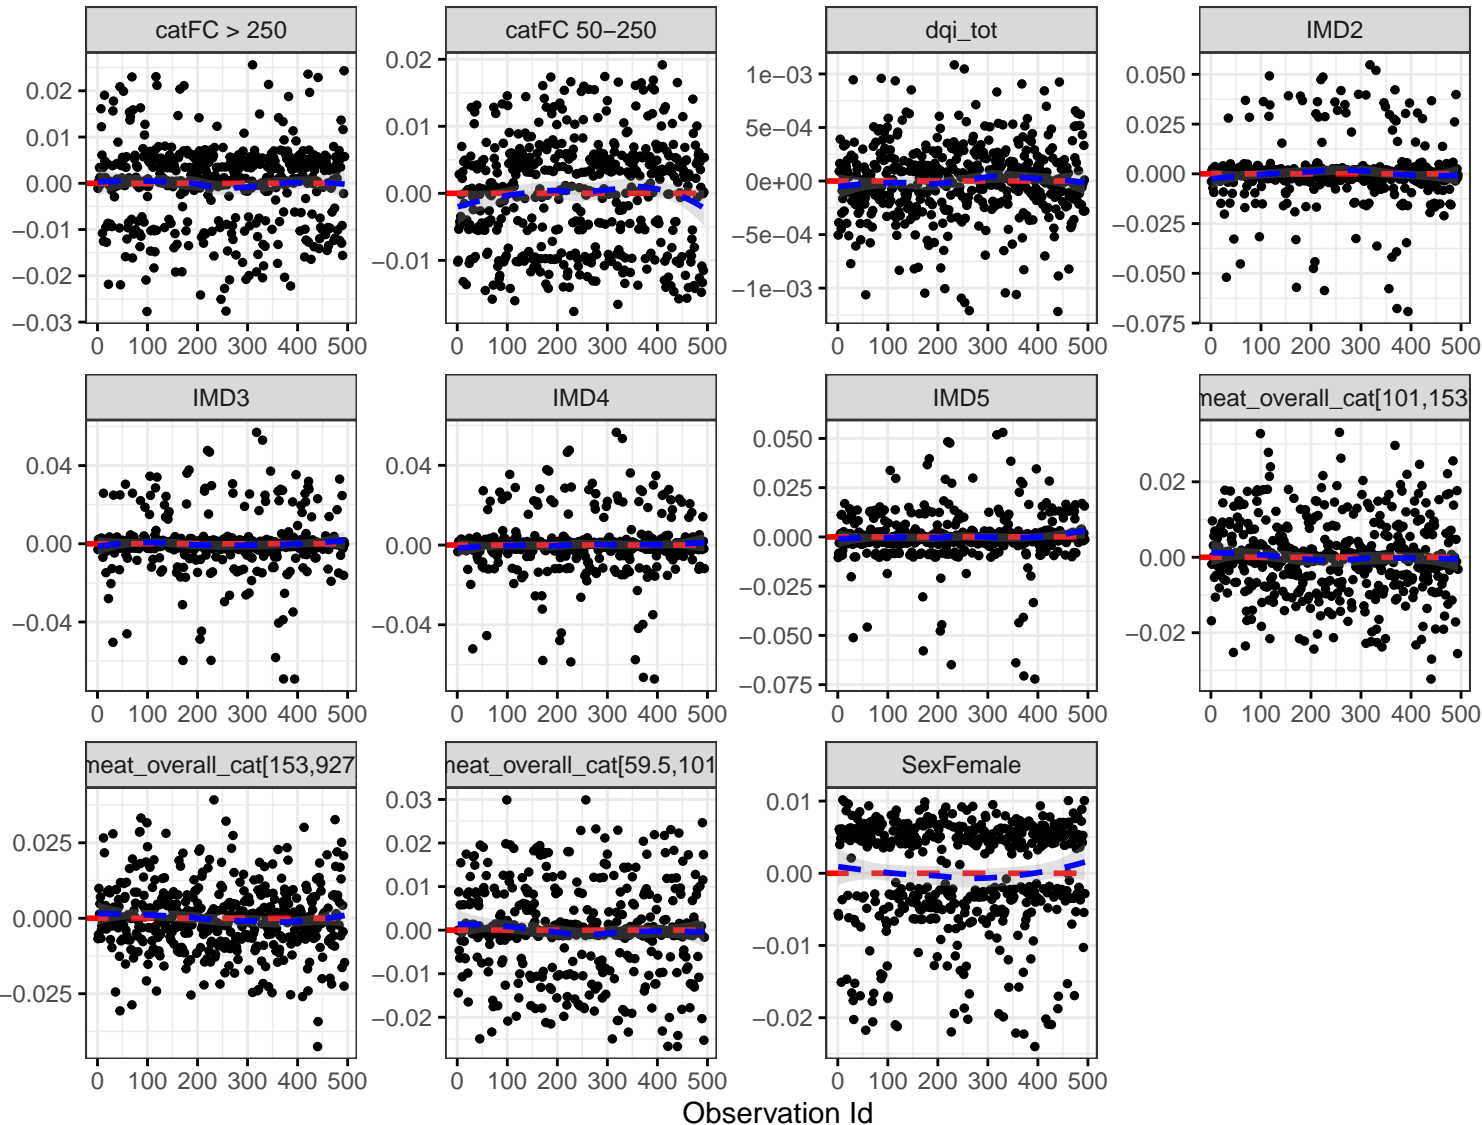 catFC > 250 catFC 50−250 dqi_tot IMD2
0.02 0.01 0.00 −0.01 −0.02 −0.03
0.02 0.01 0.00 −0.01
1e−03 5e−04 0e+00 −5e−04 −1e−03
0.050 0.025 0.000 −0.025 −0.050 −0.075
0 100 200 300 400 500 0 100 200 300 400 500 0 100 200 300 400 500 0 100 200 300 400 500
IMD3 IMD4 IMD5 meat_overall_cat[101,153
0.04 0.00 −0.04
0.04 0.00 −0.04
0.050 0.025 0.000 −0.025 −0.050 −0.075
0.02 0.00 −0.02
0 100 200 300 400 500 0 100 200 300 400 500 0 100 200 300 400 500 0 100 200 300 400 500
meat_overall_cat[153,927 meat_overall_cat[59.5,101 SexFemale
0.025 0.000 −0.025
0.03 0.02 0.01 0.00 −0.01 −0.02
0.01 0.00 −0.01 −0.02
0 100 200 300 400 500 0 100 200 300 400 500 0 100 200 300 400 500
Observation Id